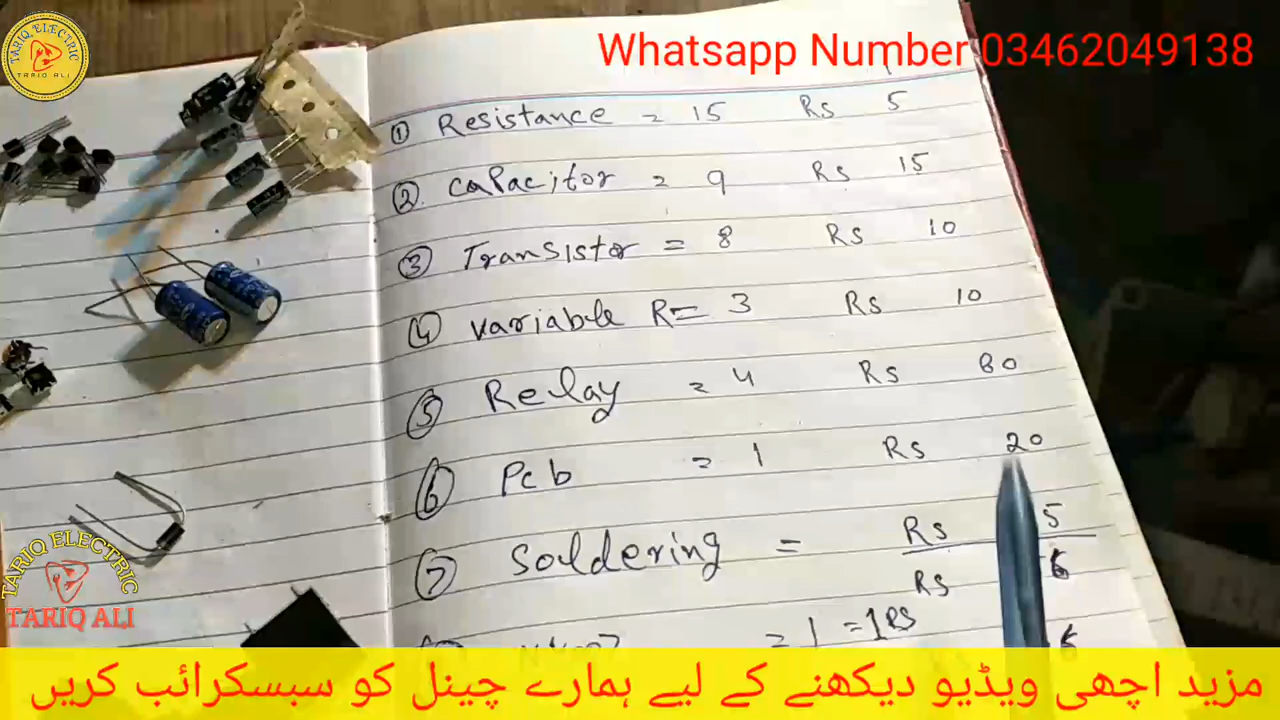 TARIQ ELECTRIC
TARIQ ALI
Whatsapp Number 03462049138
① Resistance = 15 Rs 5
② Capacitor = 9 Rs 15
③ Transistor = 8 Rs 10
④ Variable R= 3 Rs 10
⑤ Relay = 4 Rs 80
⑥ Pcb = 1 Rs 20
⑦ Soldering = Rs 5
Rs
= 1 = 1Rs
TARIQ ELECTRIC
TARIQ ALI
مزید اچھی ویڈیو دیکھنے کے لیے ہمارے چینل کو سبسکرائب کریں